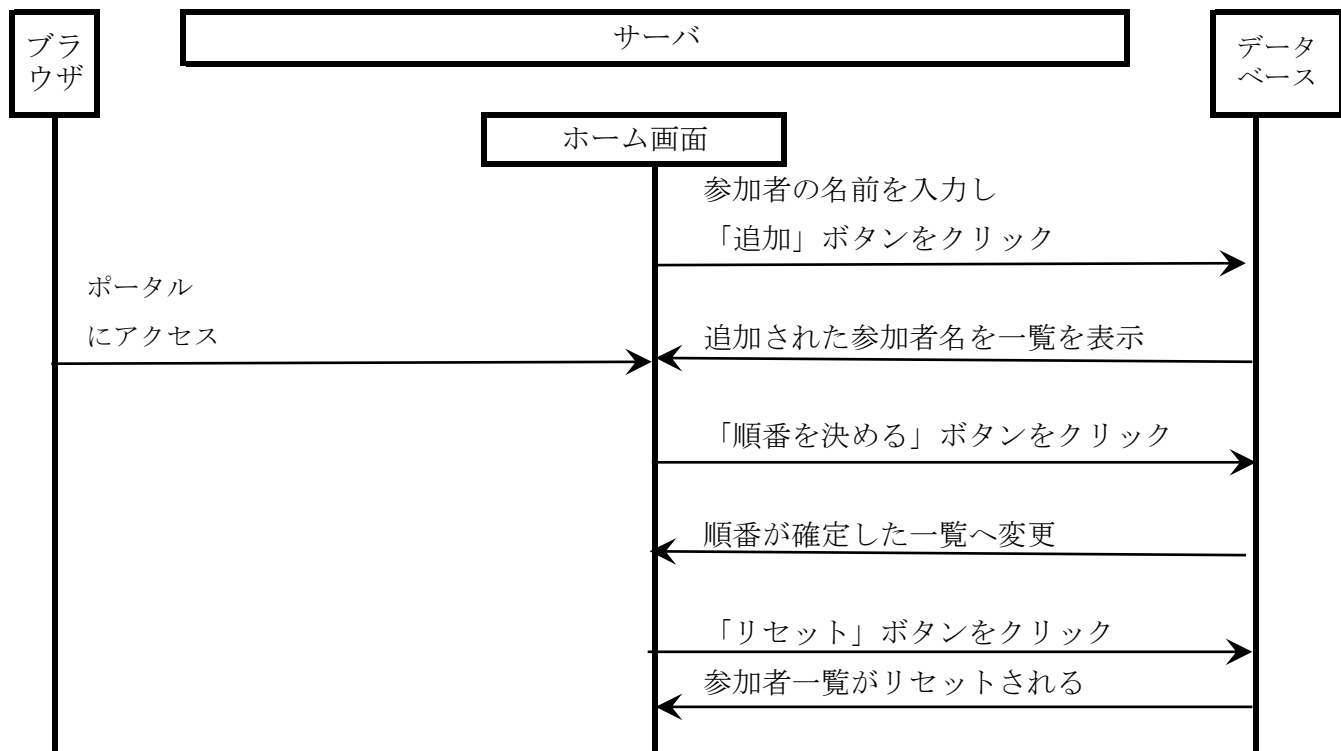 ブラ
ウザ
サーバ
データ
ベース
ホーム画面
参加者の名前を入力し
「追加」ボタンをクリック
ポータル
にアクセス
追加された参加者名を一覧を表示
「順番を決める」ボタンをクリック
順番が確定した一覧へ変更
「リセット」ボタンをクリック
参加者一覧がリセットされる